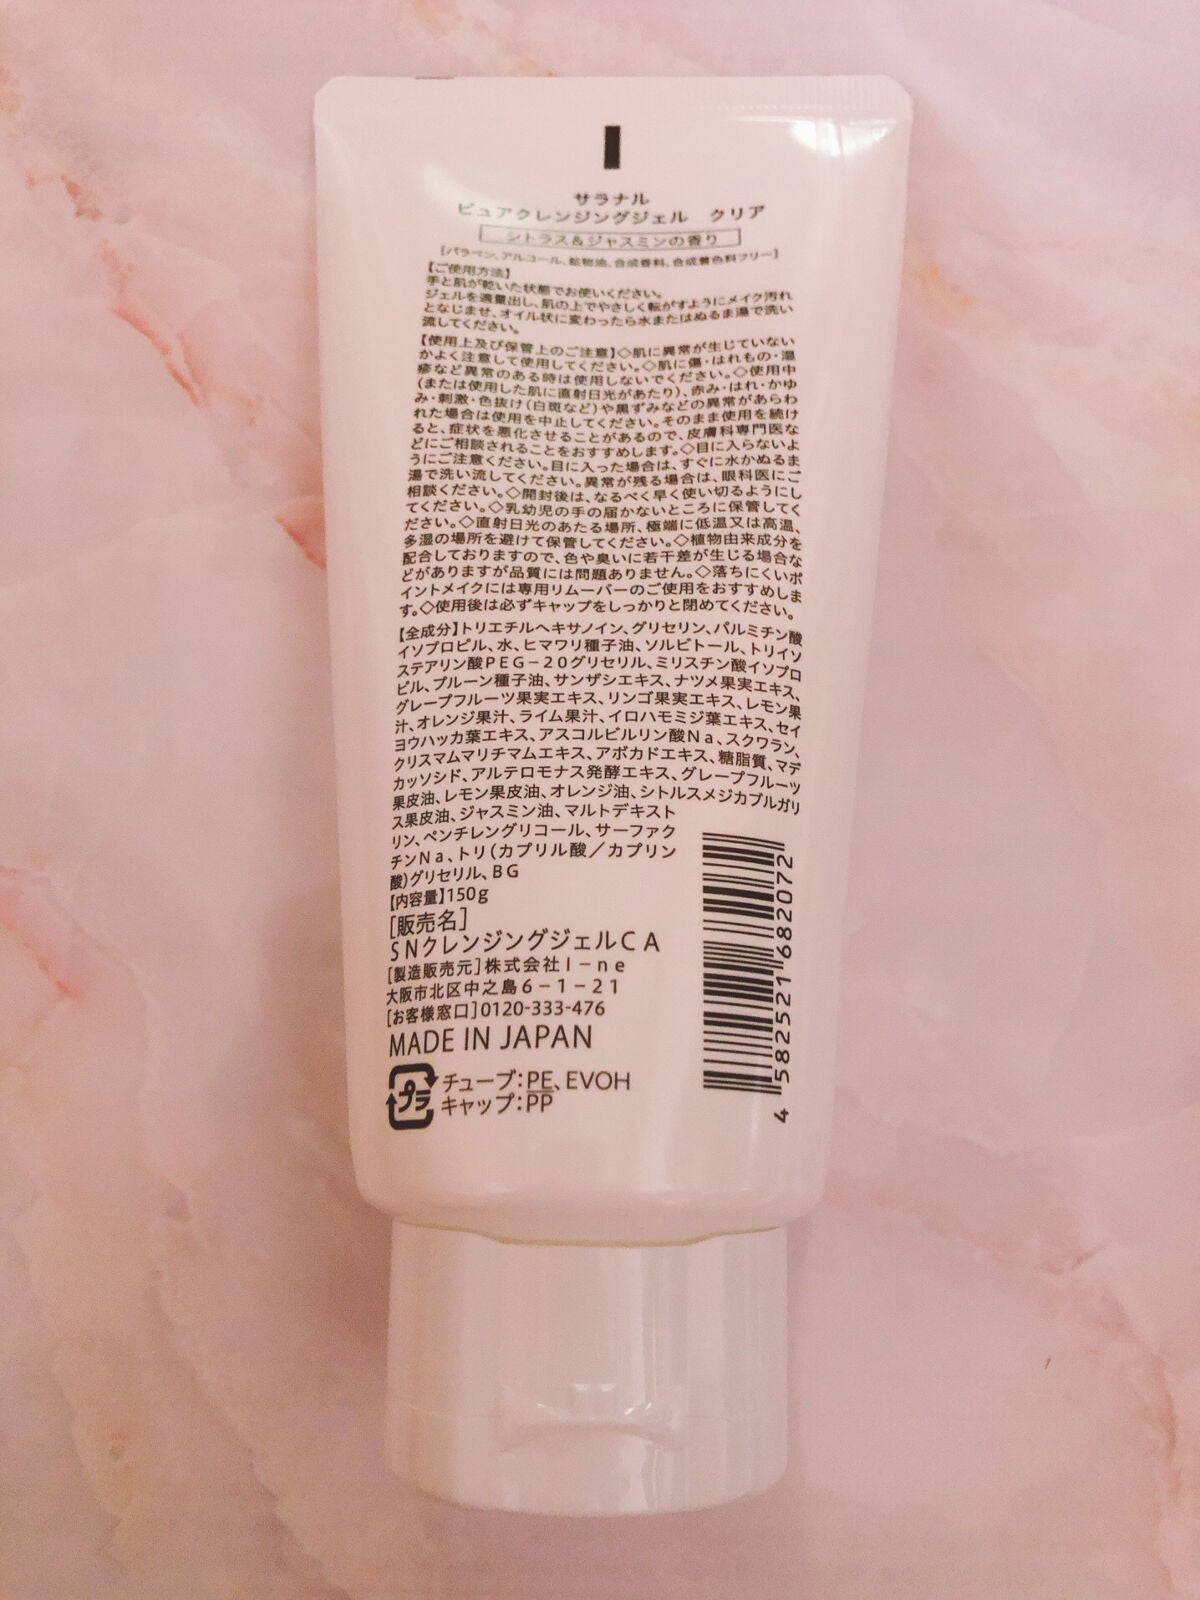 サラナル
ピュアクレンジングジェル クリア
シトラス&ジャスミンの香り
[パラベン、アルコール、鉱物油、合成香料、合成着色料フリー]
【ご使用方法】
手と肌が乾いた状態でお使いください。
ジェルを適量出し、肌の上でやさしく転がすようにメイク汚れ
となじませ、オイル状に変わったら水またはぬるま湯で洗い
流してください。
【使用上及び保管上のご注意】◇肌に異常が生じていない
かよく注意して使用してください。◇肌に傷・はれもの・湿
疹など異常のある時は使用しないでください。◇使用中
(または使用した肌に直射日光があたり)、赤み・はれ・かゆ
み・刺激・色抜け(白斑など)や黒ずみなどの異常があらわ
れた場合は使用を中止してください。そのまま使用を続け
ると、症状を悪化させることがあるので、皮膚科専門医な
どにご相談されることをおすすめします。◇目に入らないよ
うにご注意ください。目に入った場合は、すぐに水かぬるま
湯で洗い流してください。異常が残る場合は、眼科医にご
相談ください。◇開封後は、なるべく早く使い切るようにし
てください。◇乳幼児の手の届かないところに保管してく
ださい。◇直射日光のあたる場所、極端に低温又は高温、
多湿の場所を避けて保管してください。◇植物由来成分を
配合しておりますので、色や臭いに若干差が生じる場合な
どがありますが品質には問題ありません。◇落ちにくいポ
イントメイクには専用リムーバーのご使用をおすすめしま
す。◇使用後は必ずキャップをしっかりと閉めてください。
【全成分】トリエチルヘキサノイン、グリセリン、パルミチン酸
イソプロピル、水、ヒマワリ種子油、ソルビトール、トリイソ
ステアリン酸PEG-20グリセリル、ミリスチン酸イソプロ
ピル、プルーン種子油、サンザシエキス、ナツメ果実エキス、
グレープフルーツ果実エキス、リンゴ果実エキス、レモン果
汁、オレンジ果汁、ライム果汁、イロハモミジ葉エキス、セイ
ヨウハッカ葉エキス、アスコルビルリン酸Na、スクワラン、
クリスマムマリチマムエキス、アボカドエキス、糖脂質、マデ
カッソシド、アルテロモナス発酵エキス、グレープフルーツ
果皮油、レモン果皮油、オレンジ油、シトルスメジカブルガリ
ス果皮油、ジャスミン油、マルトデキスト
リン、ペンチレングリコール、サーファク
チンNa、トリ(カプリル酸/カプリン
酸)グリセリル、BG
【内容量】150g
[販売名]
SNクレンジングジェルCA
[製造販売元]株式会社I-ne
大阪市北区中之島6-1-21
[お客様窓口]0120-333-476
MADE IN JAPAN
プラ
チューブ:PE、EVOH
キャップ:PP
4 582521 682072